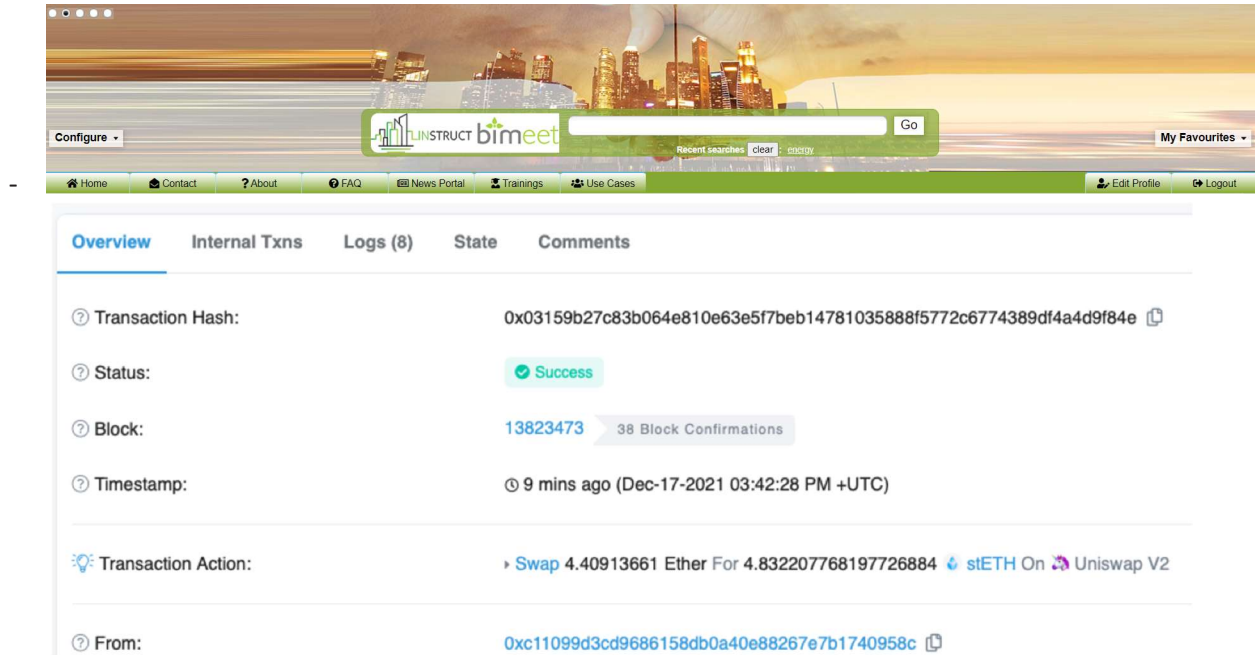 LINSTRUCT bimeet
Go
Configure
My Favourites
Recent searches clear : energy
Home Contact ? About FAQ News Portal Trainings Use Cases Edit Profile Logout
-
Overview Internal Txns Logs (8) State Comments
Transaction Hash: 0x03159b27c83b064e810e63e5f7beb14781035888f5772c6774389df4a4d9f84e
Status: Success
Block: 13823473 38 Block Confirmations
Timestamp: 9 mins ago (Dec-17-2021 03:42:28 PM +UTC)
Transaction Action: Swap 4.40913661 Ether For 4.832207768197726884 stETH On Uniswap V2
From: 0xc11099d3cd9686158db0a40e88267e7b1740958c